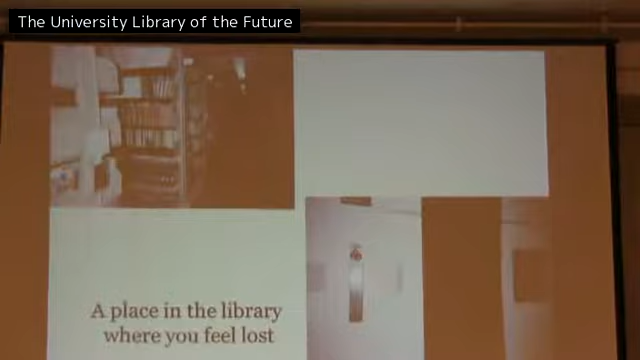 The University Library of the Future
A place in the library
where you feel lost